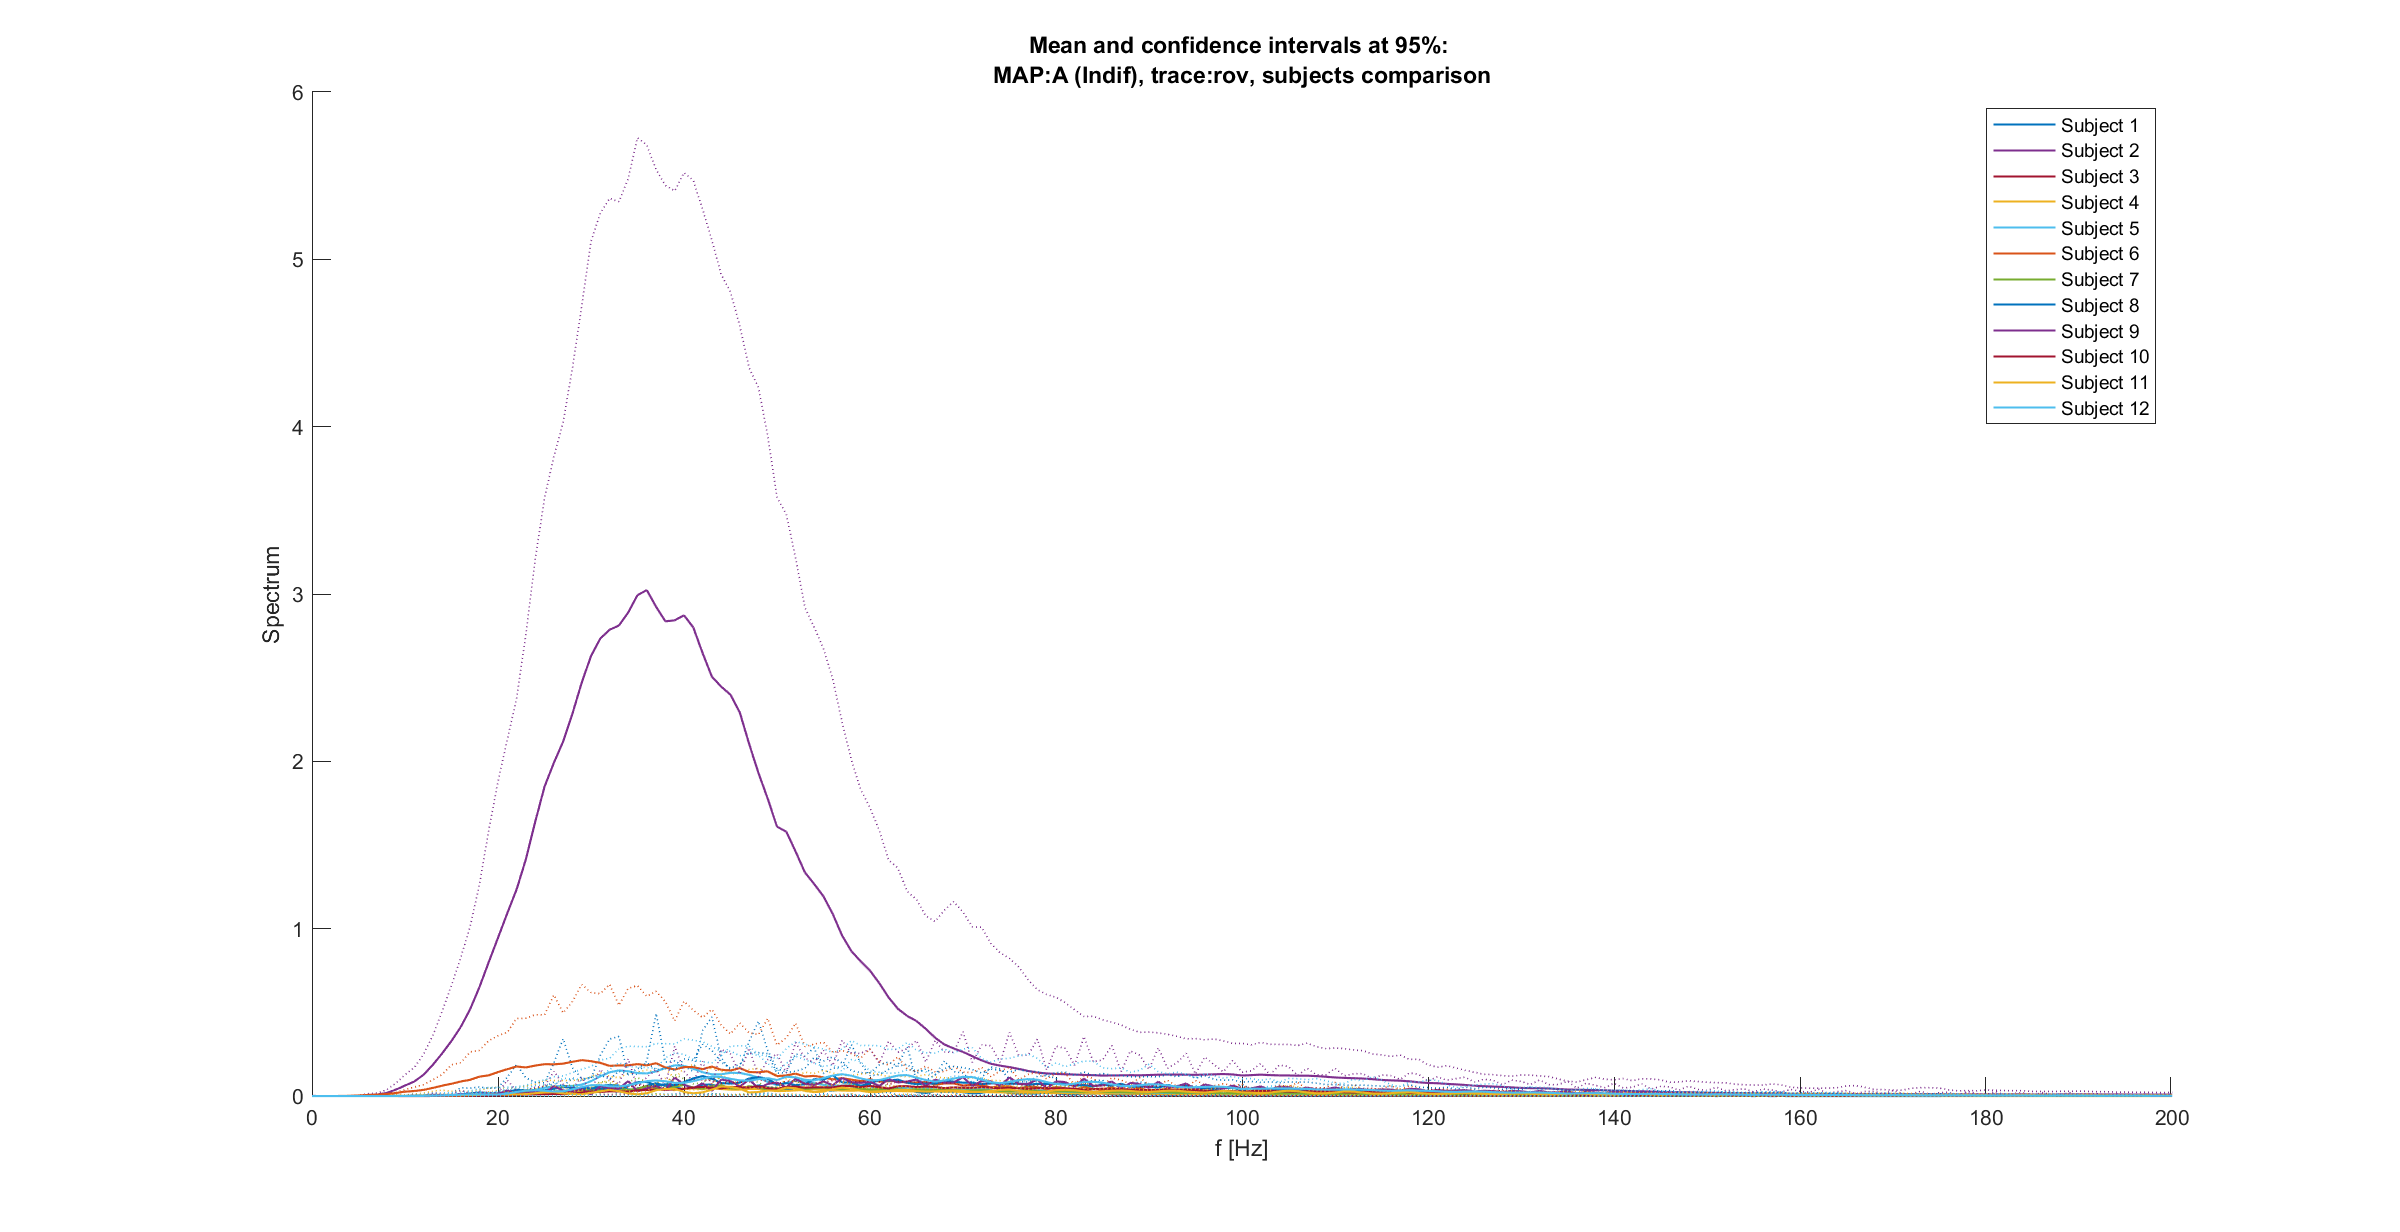 Mean and confidence intervals at 95%:
MAP:A (Indif), trace:rov, subjects comparison
6
5
4
3
2
1
0
Spectrum
0 20 40 60 80 100 120 140 160 180 200
f [Hz]
Subject 1
Subject 2
Subject 3
Subject 4
Subject 5
Subject 6
Subject 7
Subject 8
Subject 9
Subject 10
Subject 11
Subject 12